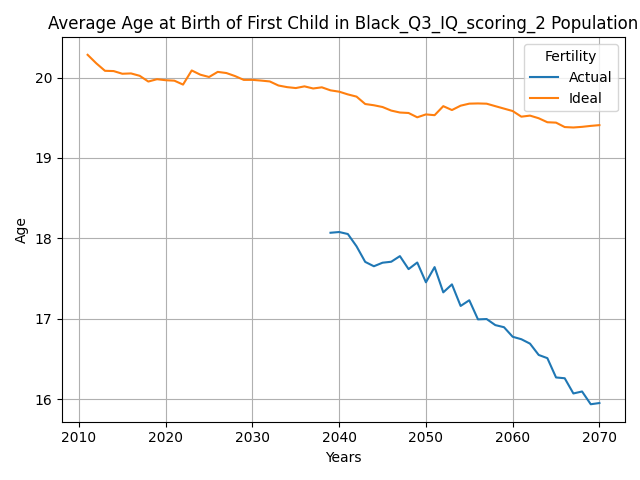 Average Age at Birth of First Child in Black_Q3_IQ_scoring_2 Population
Fertility
Actual
Ideal
Age
20
19
18
17
16
2010 2020 2030 2040 2050 2060 2070
Years